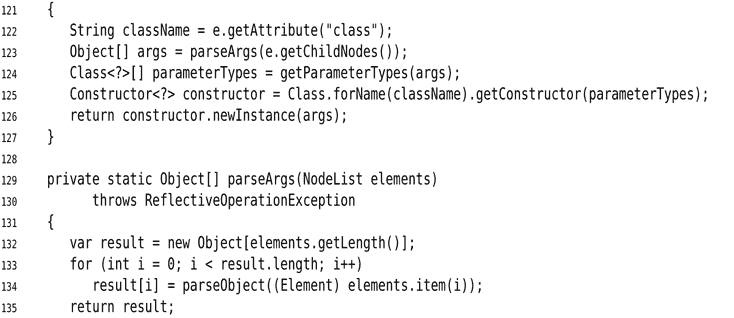 121    {
122       String className = e.getAttribute("class");
123       Object[] args = parseArgs(e.getChildNodes());
124       Class<?>[] parameterTypes = getParameterTypes(args);
125       Constructor<?> constructor = Class.forName(className).getConstructor(parameterTypes);
126       return constructor.newInstance(args);
127    }
128
129    private static Object[] parseArgs(NodeList elements)
130          throws ReflectiveOperationException
131    {
132       var result = new Object[elements.getLength()];
133       for (int i = 0; i < result.length; i++)
134          result[i] = parseObject((Element) elements.item(i));
135       return result;